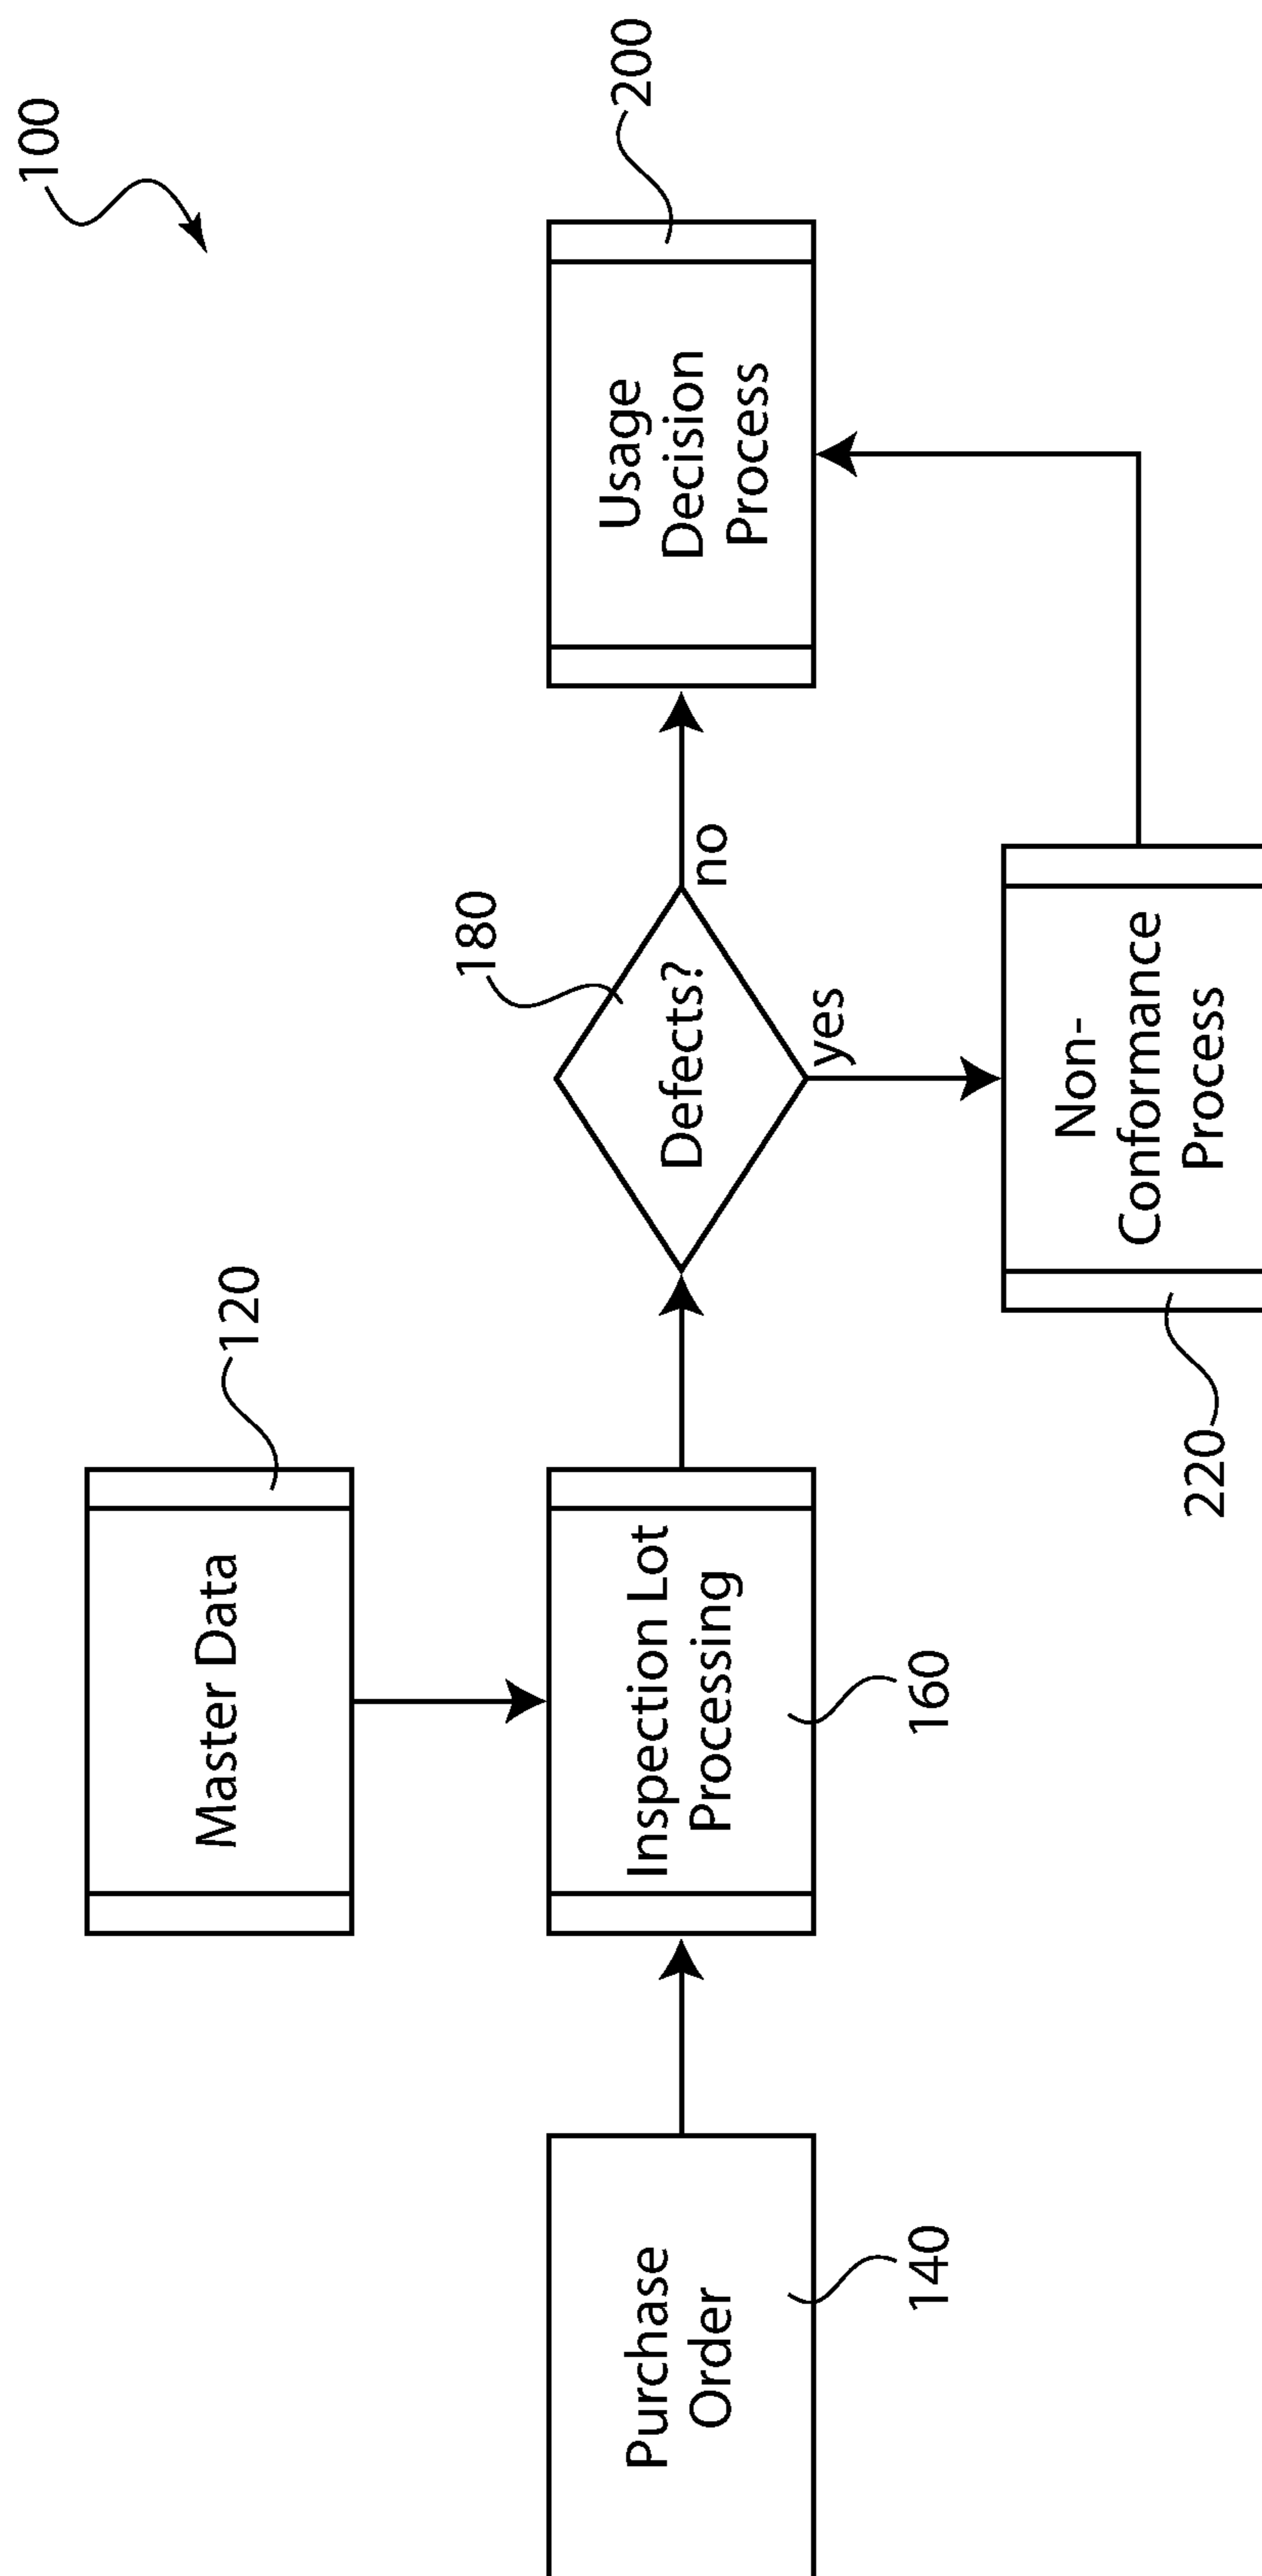 100
Master Data
120
180
200
Purchase
Order
Inspection Lot
Processing
Defects?
no
Usage
Decision
Process
yes
140
160
220
Non-
Conformance
Process